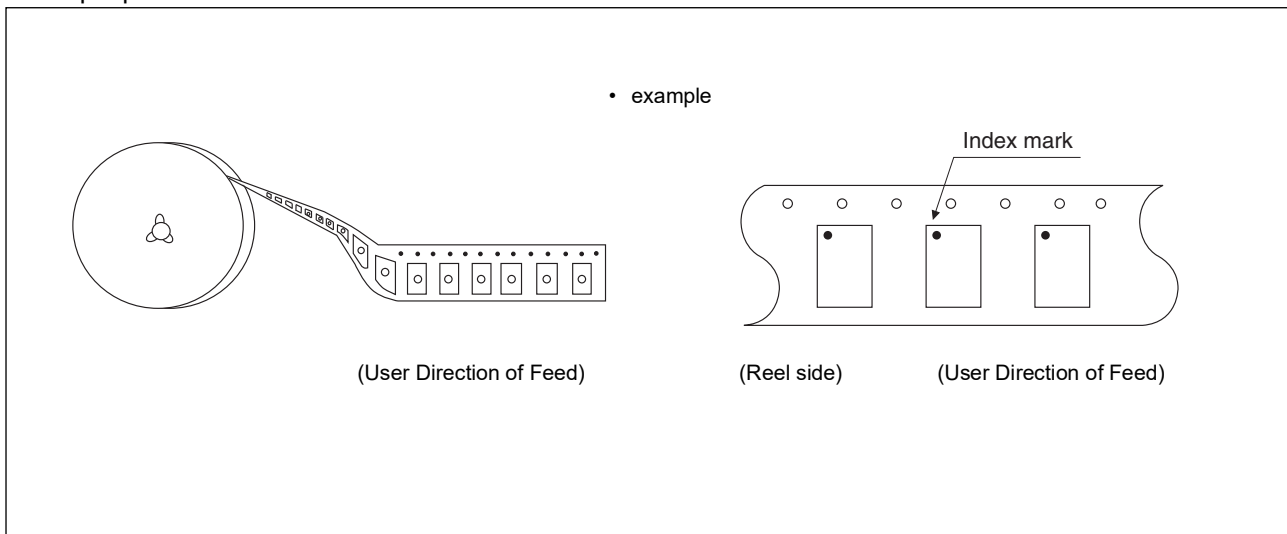 • example
Index mark
(User Direction of Feed)
(Reel side)
(User Direction of Feed)